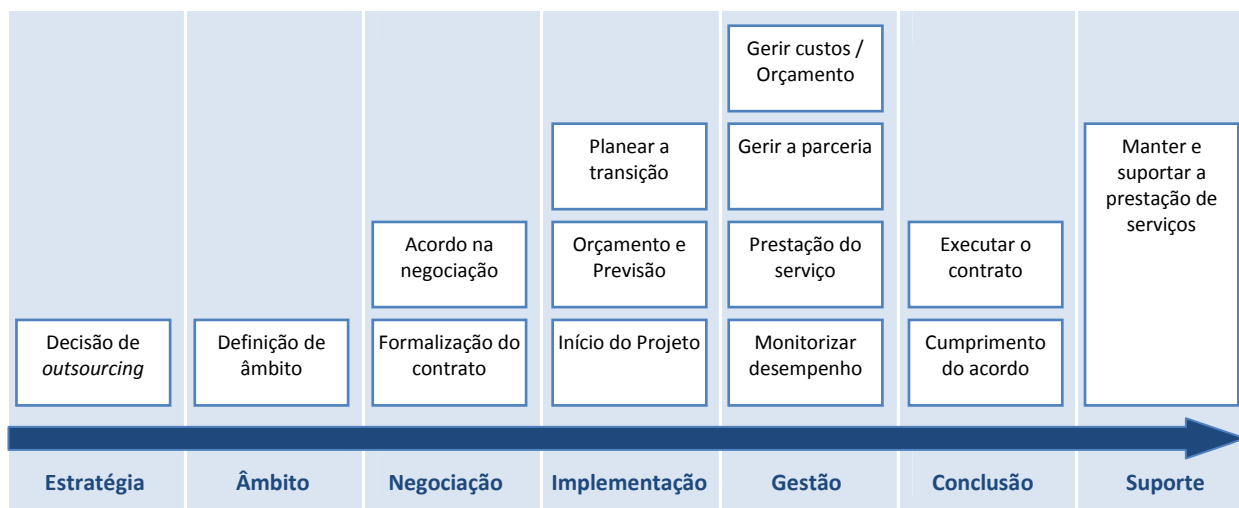 Gerir custos /
Orçamento
Planear a
transição
Gerir a parceria
Manter e
suportar a
prestação de
serviços
Acordo na
negociação
Orçamento e
Previsão
Prestação do
serviço
Executar o
contrato
Decisão de
outsourcing
Definição de
âmbito
Formalização do
contrato
Início do Projeto
Monitorizar
desempenho
Cumprimento
do acordo
Estratégia
Âmbito
Negociação
Implementação
Gestão
Conclusão
Suporte